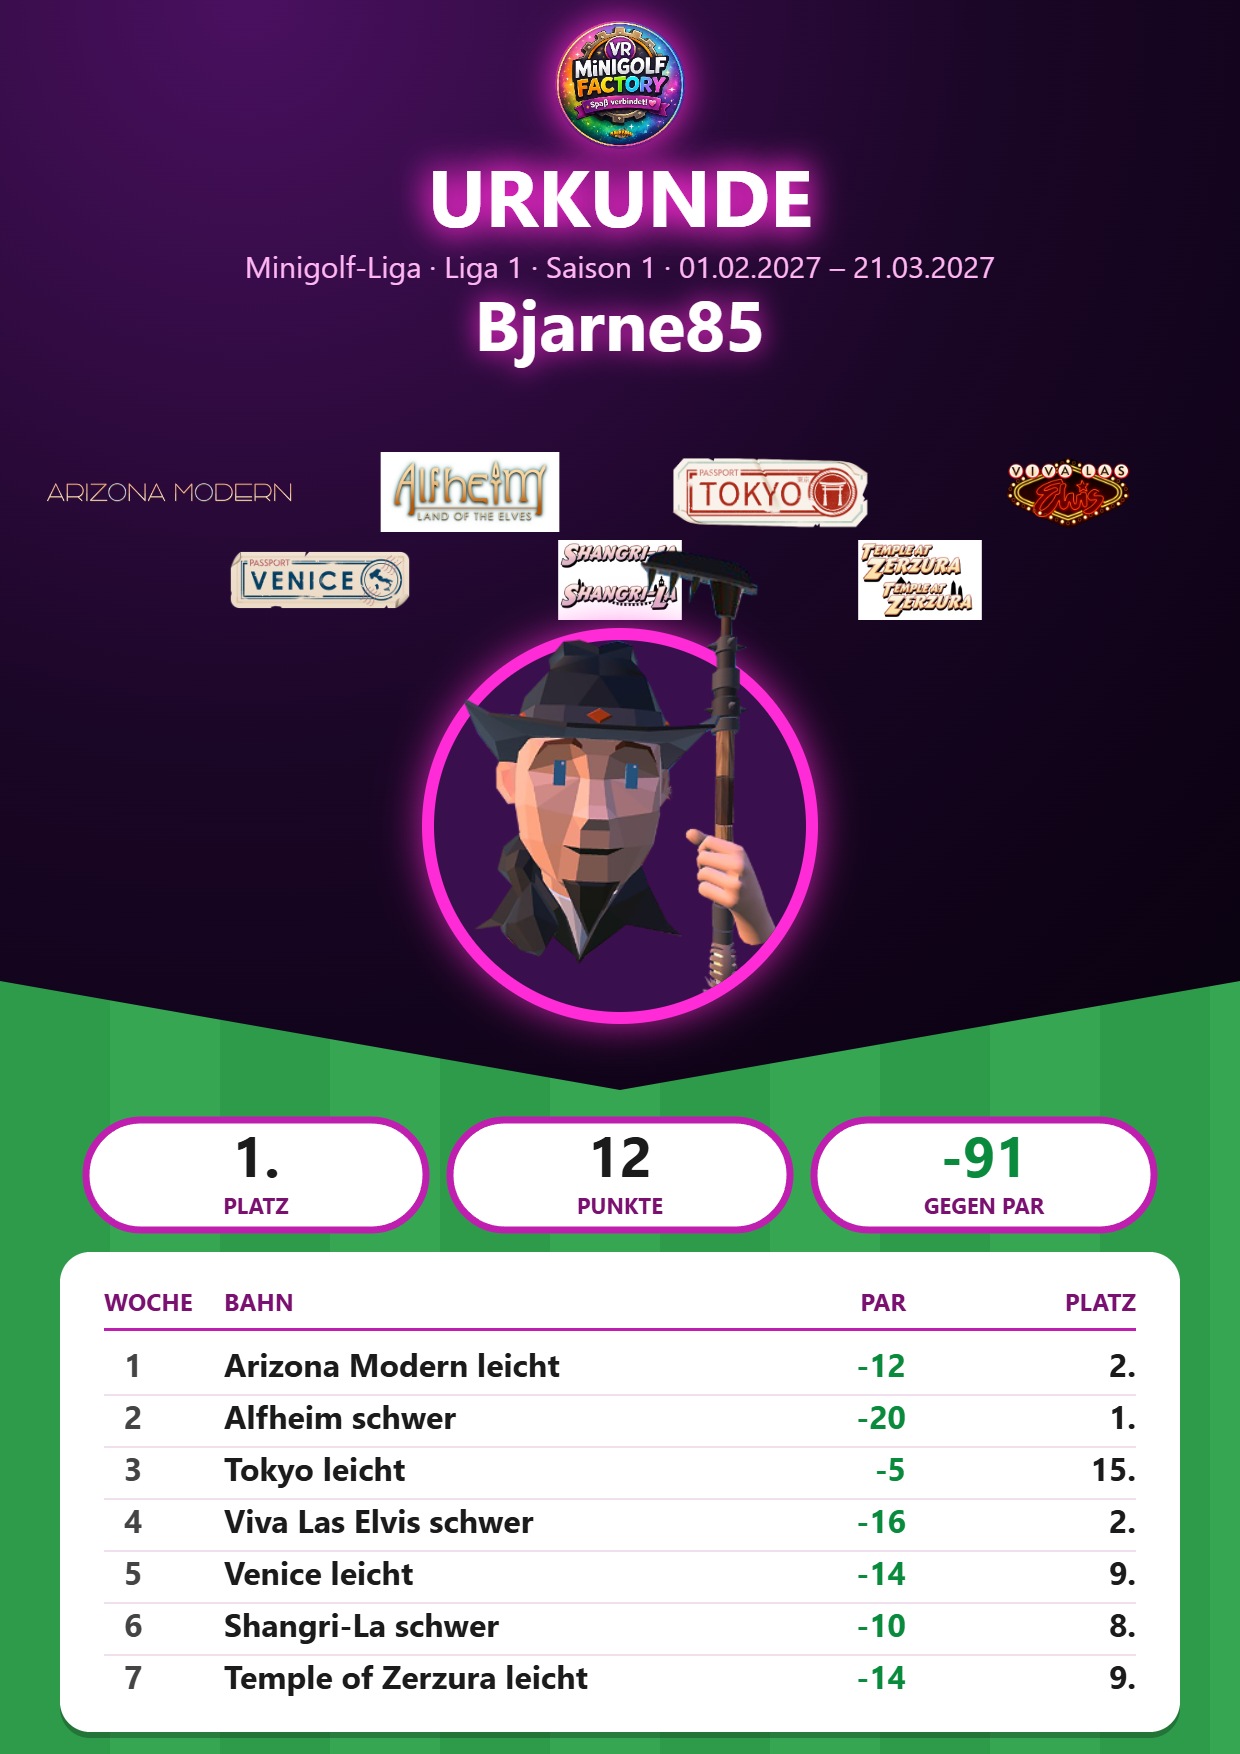 VR
MiNiGOLF
FACTORY
Spaß verbindet!
URKUNDE
Minigolf-Liga · Liga 1 · Saison 1 · 01.02.2027 – 21.03.2027
Bjarne85
ARIZONA MODERN
Alfheim
LAND OF THE ELVES
PASSPORT
TOKYO
VIVA LAS
Elvis
PASSPORT
VENICE
SHANGRI-LA
SHANGRI-LA
TEMPLE AT
ZERZURA
TEMPLE AT
ZERZURA
1.
PLATZ
12
PUNKTE
-91
GEGEN PAR
WOCHE BAHN PAR PLATZ
1 Arizona Modern leicht -12 2.
2 Alfheim schwer -20 1.
3 Tokyo leicht -5 15.
4 Viva Las Elvis schwer -16 2.
5 Venice leicht -14 9.
6 Shangri-La schwer -10 8.
7 Temple of Zerzura leicht -14 9.